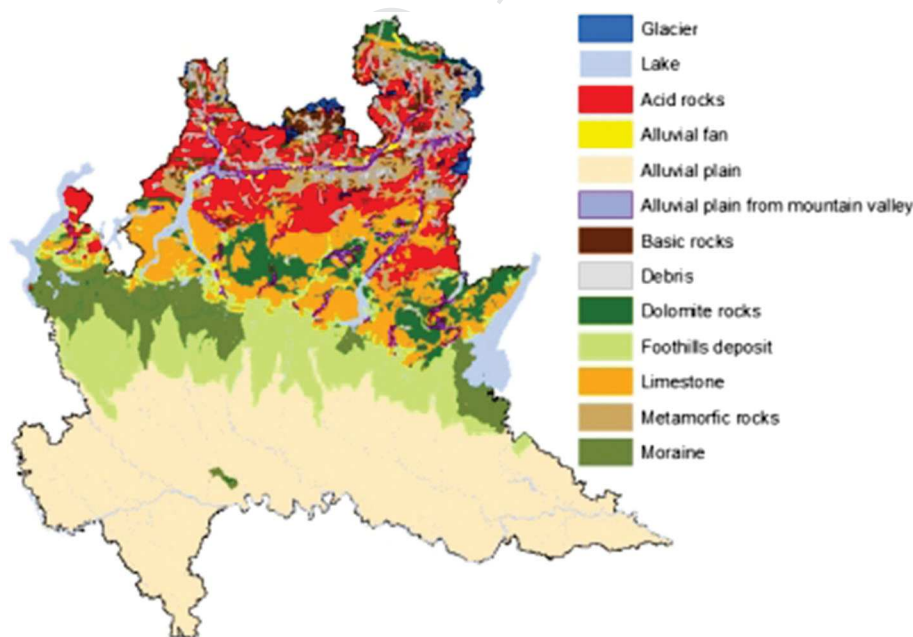 Glacier
Lake
Acid rocks
Alluvial fan
Alluvial plain
Alluvial plain from mountain valley
Basic rocks
Debris
Dolomite rocks
Foothills deposit
Limestone
Metamorfic rocks
Moraine